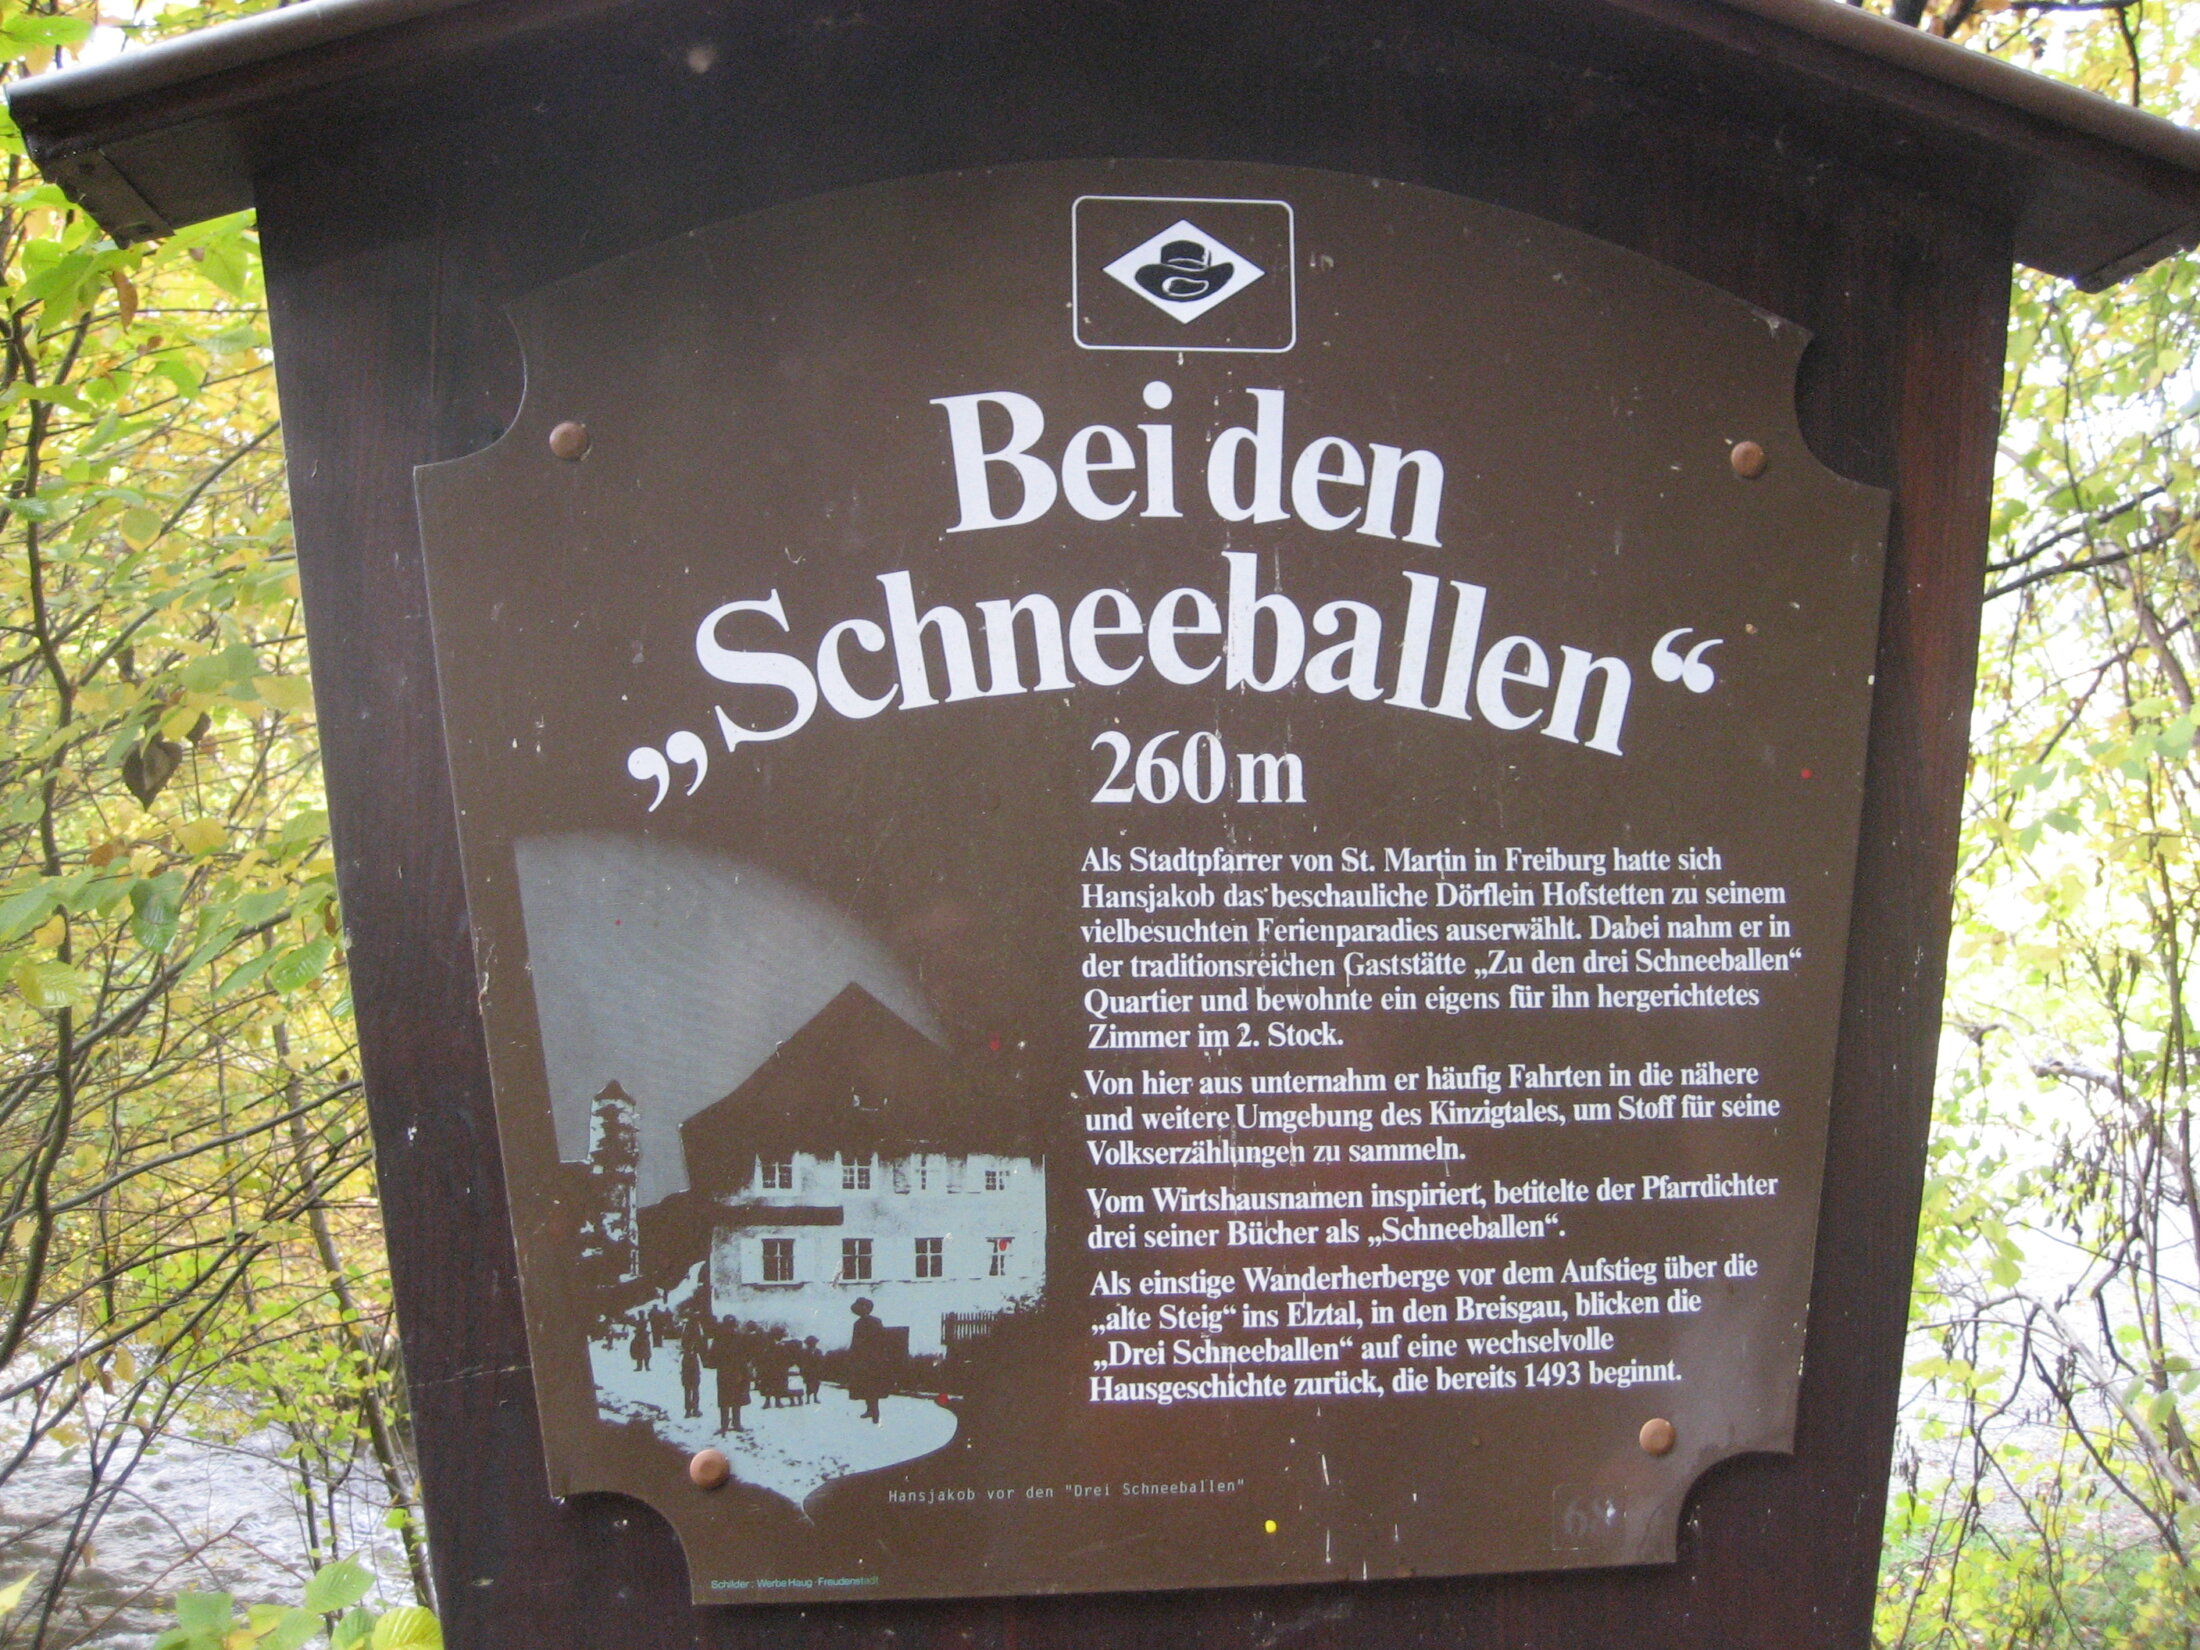 Bei den
„Schneeballen“
260 m
Als Stadtpfarrer von St. Martin in Freiburg hatte sich
Hansjakob das beschauliche Dörflein Hofstetten zu seinem
vielbesuchten Ferienparadies auserwählt. Dabei nahm er in
der traditionsreichen Gaststätte „Zu den drei Schneeballen“
Quartier und bewohnte ein eigens für ihn hergerichtetes
Zimmer im 2. Stock.
Von hier aus unternahm er häufig Fahrten in die nähere
und weitere Umgebung des Kinzigtales, um Stoff für seine
Volkserzählungen zu sammeln.
Vom Wirtshausnamen inspiriert, betitelte der Pfarrdichter
drei seiner Bücher als „Schneeballen“.
Als einstige Wanderherberge vor dem Aufstieg über die
„alte Steig“ ins Elztal, in den Breisgau, blicken die
„Drei Schneeballen“ auf eine wechselvolle
Hausgeschichte zurück, die bereits 1493 beginnt.
Hansjakob vor den "Drei Schneeballen"
Schilder: Werbe Haug · Freudenstadt